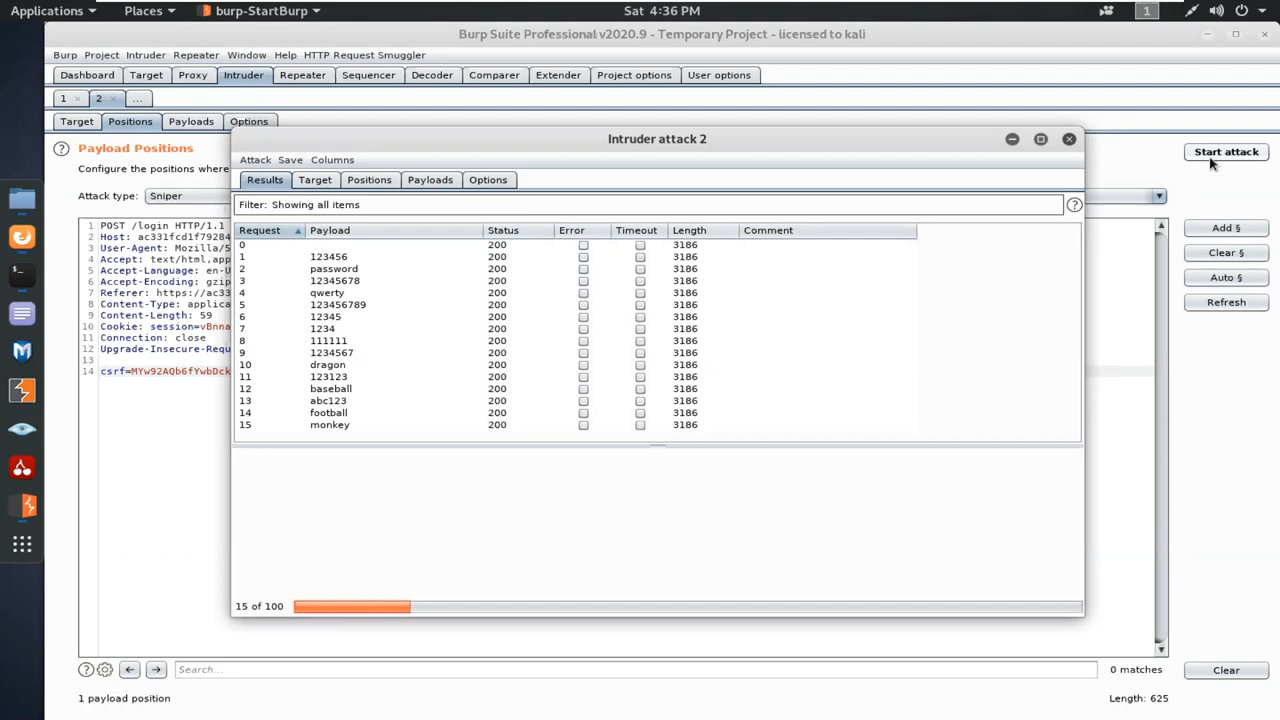 Applications Places burp-StartBurp Sat 4:36 PM 1
Burp Suite Professional v2020.9 - Temporary Project - licensed to kali
Burp Project Intruder Repeater Window Help HTTP Request Smuggler
Dashboard Target Proxy Intruder Repeater Sequencer Decoder Comparer Extender Project options User options
1 × 2 × ...
Target Positions Payloads Options
Intruder attack 2
? Payload Positions
Start attack
Attack Save Columns
Configure the positions where
Results Target Positions Payloads Options
Attack type: Sniper
Filter: Showing all items ?
1 POST /login HTTP/1.1
2 Host: ac331fcd1f79284
3 User-Agent: Mozilla/5
4 Accept: text/html,app
5 Accept-Language: en-U
6 Accept-Encoding: gzip
7 Referer: https://ac33
8 Content-Type: applica
9 Content-Length: 59
10 Cookie: session=vBnna
11 Connection: close
12 Upgrade-Insecure-Requ
13
14 csrf=MYw92AQb6fYwbDck
Request Payload Status Error Timeout Length Comment
0 200 3186
1 123456 200 3186
2 password 200 3186
3 12345678 200 3186
4 qwerty 200 3186
5 123456789 200 3186
6 12345 200 3186
7 1234 200 3186
8 111111 200 3186
9 1234567 200 3186
10 dragon 200 3186
11 123123 200 3186
12 baseball 200 3186
13 abc123 200 3186
14 football 200 3186
15 monkey 200 3186
Add §
Clear §
Auto §
Refresh
15 of 100
? Search... 0 matches Clear
1 payload position Length: 625